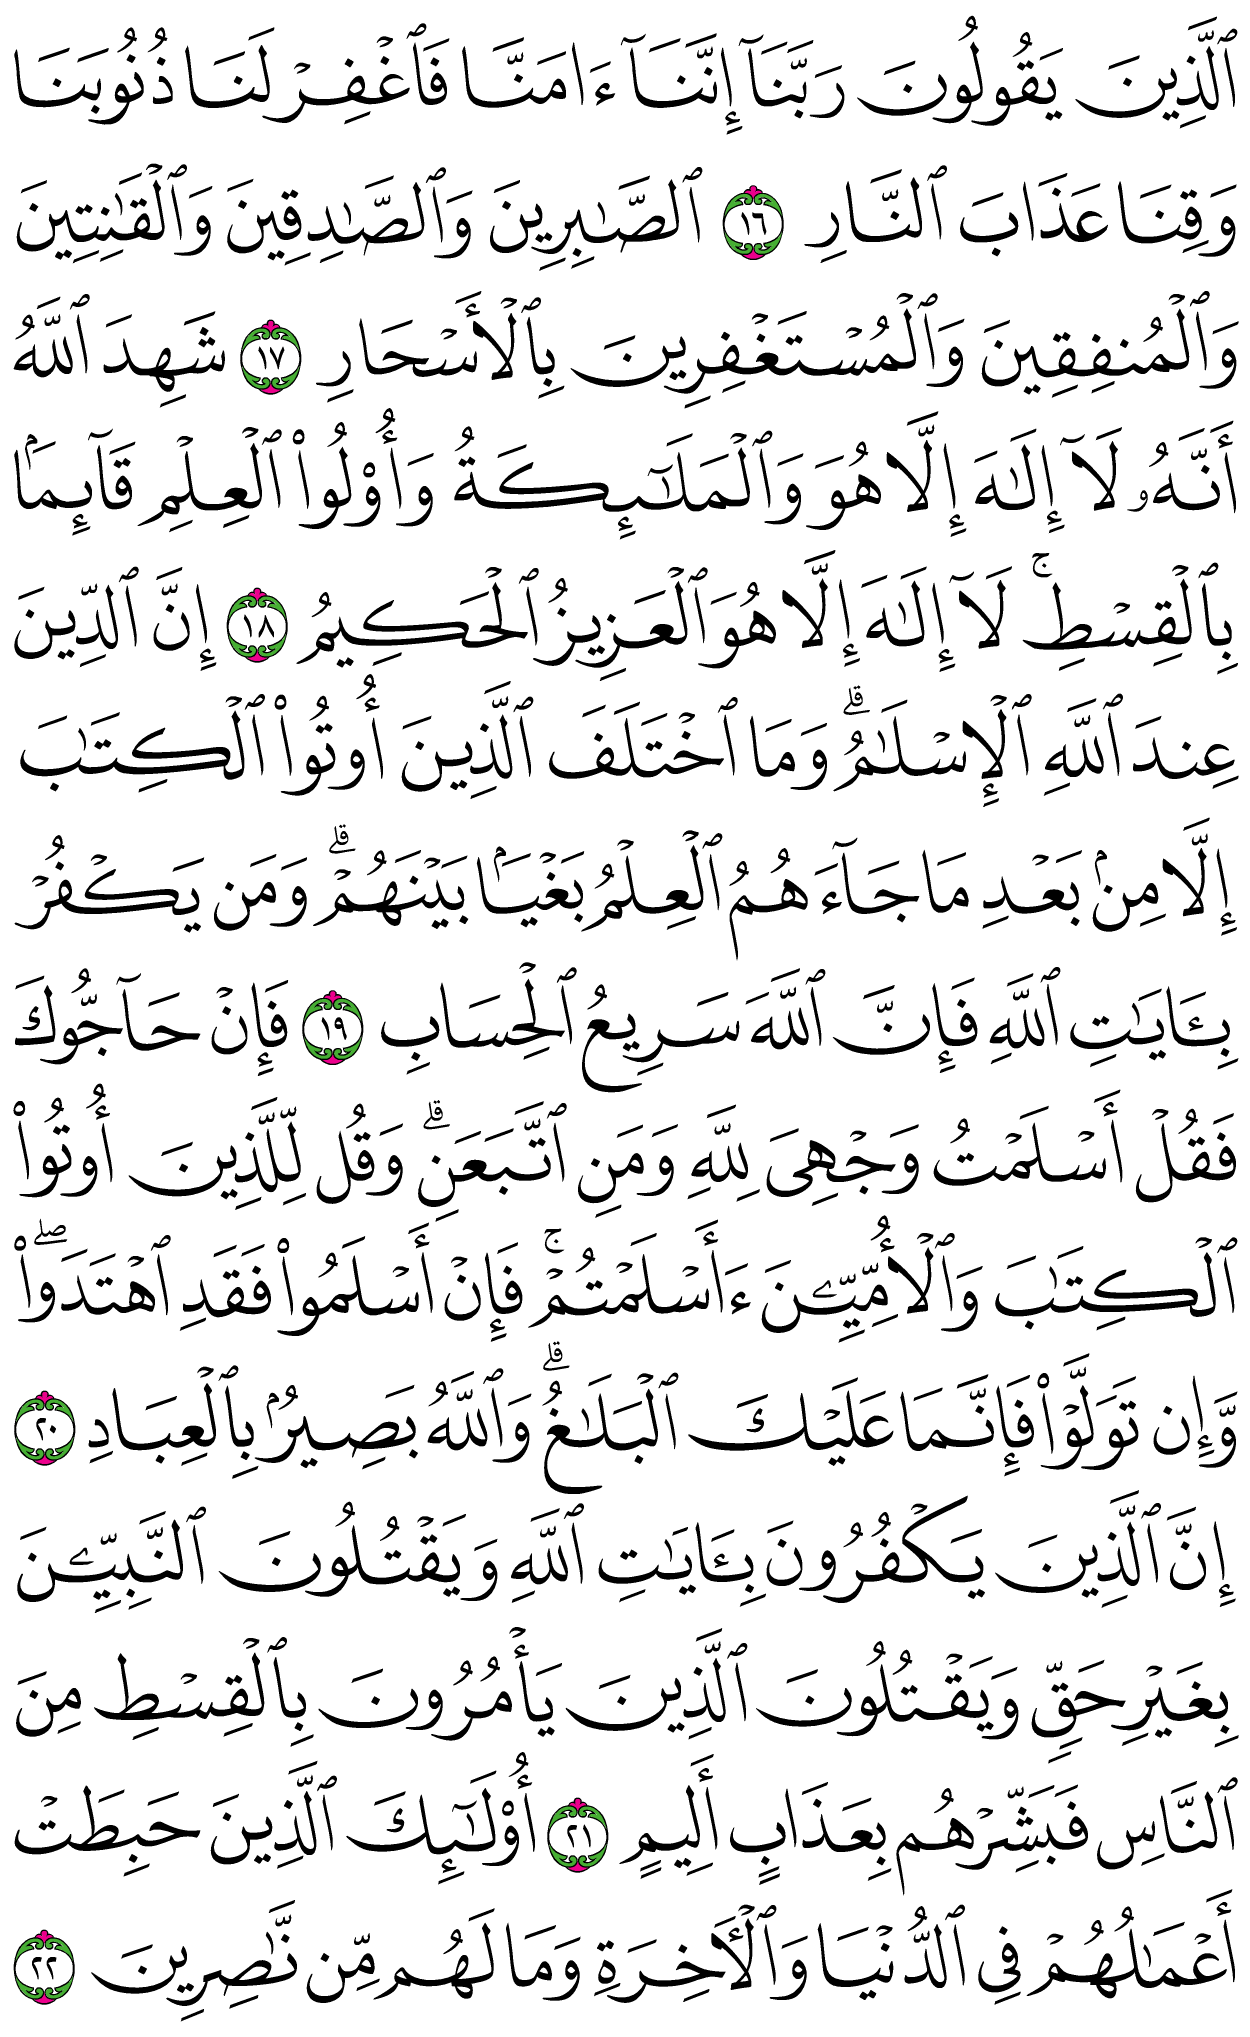 ٱلَّذِينَ يَقُولُونَ رَبَّنَآ إِنَّنَآ ءَامَنَّا فَٱغۡفِرۡ لَنَا ذُنُوبَنَا
وَقِنَا عَذَابَ ٱلنَّارِ ١٦ ٱلصَّٰبِرِينَ وَٱلصَّٰدِقِينَ وَٱلۡقَٰنِتِينَ
وَٱلۡمُنفِقِينَ وَٱلۡمُسۡتَغۡفِرِينَ بِٱلۡأَسۡحَارِ ١٧ شَهِدَ ٱللَّهُ
أَنَّهُۥ لَآ إِلَٰهَ إِلَّا هُوَ وَٱلۡمَلَٰٓئِكَةُ وَأُوْلُواْ ٱلۡعِلۡمِ قَآئِمَۢا
بِٱلۡقِسۡطِۚ لَآ إِلَٰهَ إِلَّا هُوَ ٱلۡعَزِيزُ ٱلۡحَكِيمُ ١٨ إِنَّ ٱلدِّينَ
عِندَ ٱللَّهِ ٱلۡإِسۡلَٰمُۗ وَمَا ٱخۡتَلَفَ ٱلَّذِينَ أُوتُواْ ٱلۡكِتَٰبَ
إِلَّا مِنۢ بَعۡدِ مَا جَآءَهُمُ ٱلۡعِلۡمُ بَغۡيَۢا بَيۡنَهُمۡۗ وَمَن يَكۡفُرۡ
بِـَٔايَٰتِ ٱللَّهِ فَإِنَّ ٱللَّهَ سَرِيعُ ٱلۡحِسَابِ ١٩ فَإِنۡ حَآجُّوكَ
فَقُلۡ أَسۡلَمۡتُ وَجۡهِيَ لِلَّهِ وَمَنِ ٱتَّبَعَنِۗ وَقُل لِّلَّذِينَ أُوتُواْ
ٱلۡكِتَٰبَ وَٱلۡأُمِّيِّـۧنَ ءَأَسۡلَمۡتُمۡۚ فَإِنۡ أَسۡلَمُواْ فَقَدِ ٱهۡتَدَواْۖ
وَّإِن تَوَلَّوۡاْ فَإِنَّمَا عَلَيۡكَ ٱلۡبَلَٰغُۗ وَٱللَّهُ بَصِيرُۢ بِٱلۡعِبَادِ ٢٠
إِنَّ ٱلَّذِينَ يَكۡفُرُونَ بِـَٔايَٰتِ ٱللَّهِ وَيَقۡتُلُونَ ٱلنَّبِيِّـۧنَ
بِغَيۡرِ حَقّٖ وَيَقۡتُلُونَ ٱلَّذِينَ يَأۡمُرُونَ بِٱلۡقِسۡطِ مِنَ
ٱلنَّاسِ فَبَشِّرۡهُم بِعَذَابٍ أَلِيمٍ ٢١ أُوْلَٰٓئِكَ ٱلَّذِينَ حَبِطَتۡ
أَعۡمَٰلُهُمۡ فِي ٱلدُّنۡيَا وَٱلۡأٓخِرَةِ وَمَا لَهُم مِّن نَّٰصِرِينَ ٢٢